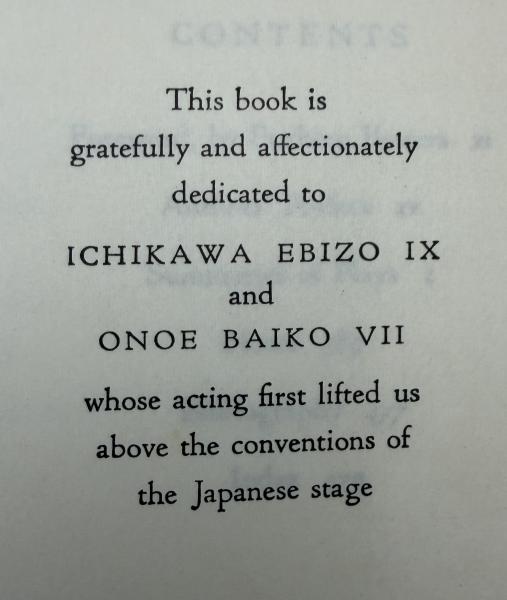 CONTENTS
This book is
gratefully and affectionately
dedicated to
ICHIKAWA EBIZO IX
and
ONOE BAIKO VII
whose acting first lifted us
above the conventions of
the Japanese stage